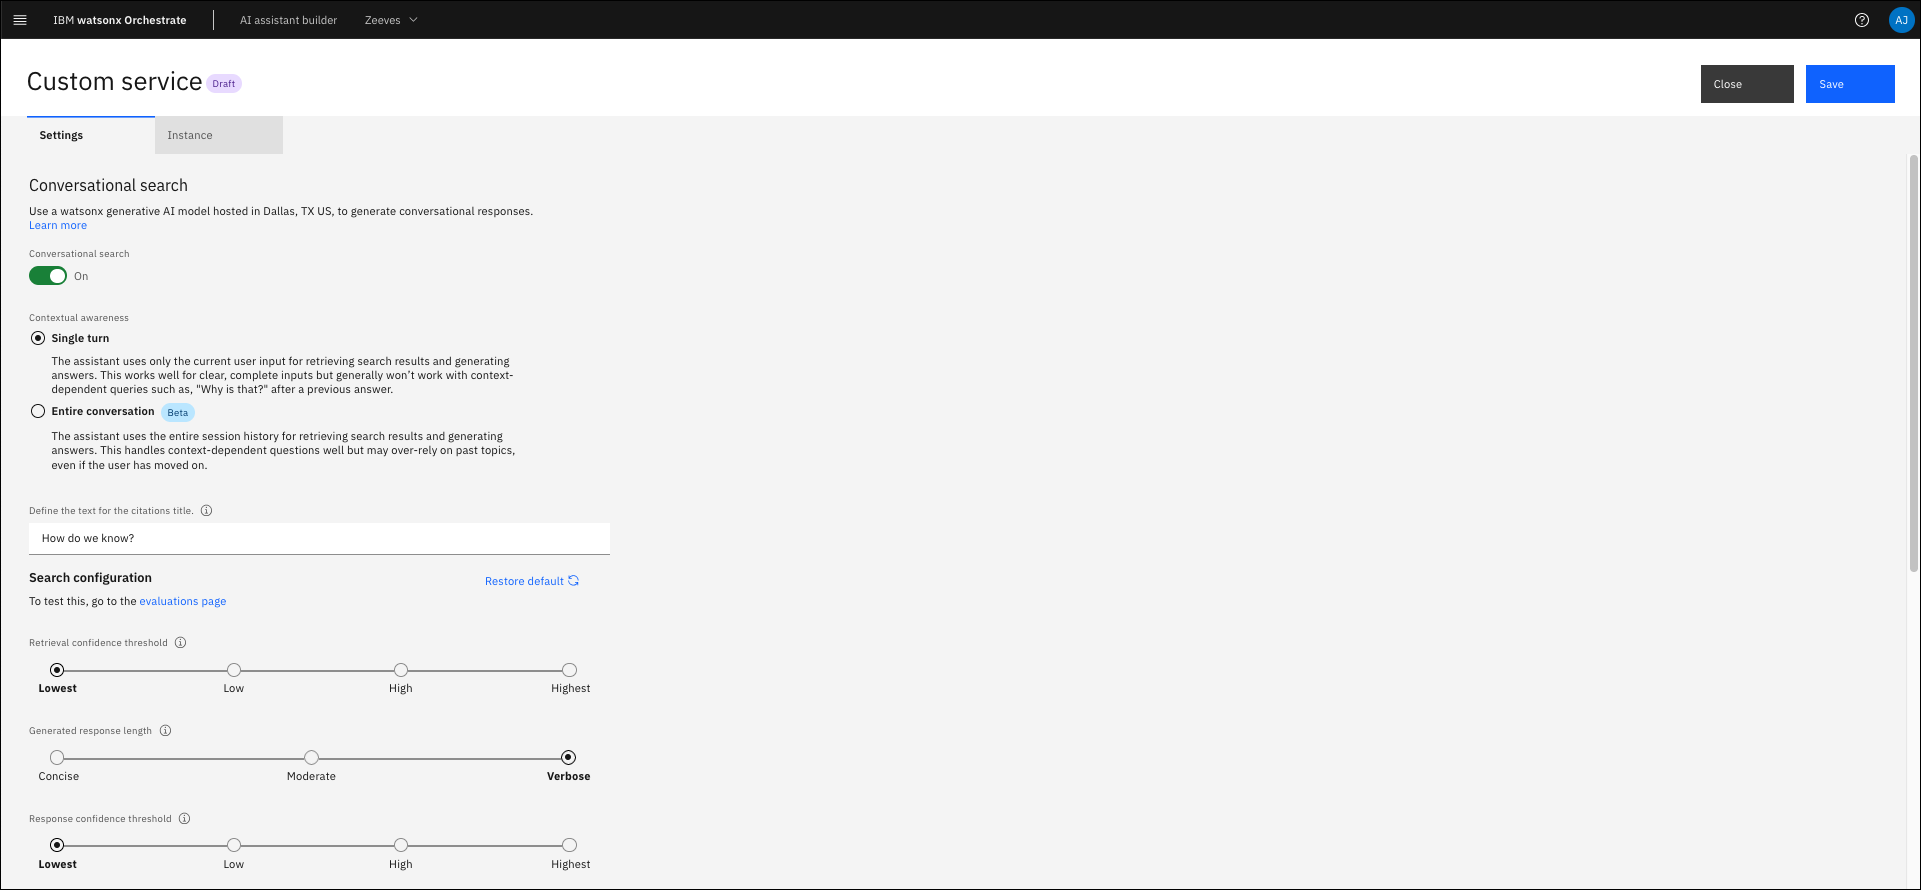 IBM watsonx Orchestrate
AI assistant builder
Zeeves
AJ
Custom service
Draft
Close
Save
Settings
Instance
Conversational search
Use a watsonx generative AI model hosted in Dallas, TX US, to generate conversational responses.
Learn more
Conversational search
On
Contextual awareness
Single turn
The assistant uses only the current user input for retrieving search results and generating
answers. This works well for clear, complete inputs but generally won’t work with context-
dependent queries such as, "Why is that?" after a previous answer.
Entire conversation Beta
The assistant uses the entire session history for retrieving search results and generating
answers. This handles context-dependent questions well but may over-rely on past topics,
even if the user has moved on.
Define the text for the citations title.
How do we know?
Search configuration
Restore default
To test this, go to the evaluations page
Retrieval confidence threshold
Lowest Low High Highest
Generated response length
Concise Moderate Verbose
Response confidence threshold
Lowest Low High Highest